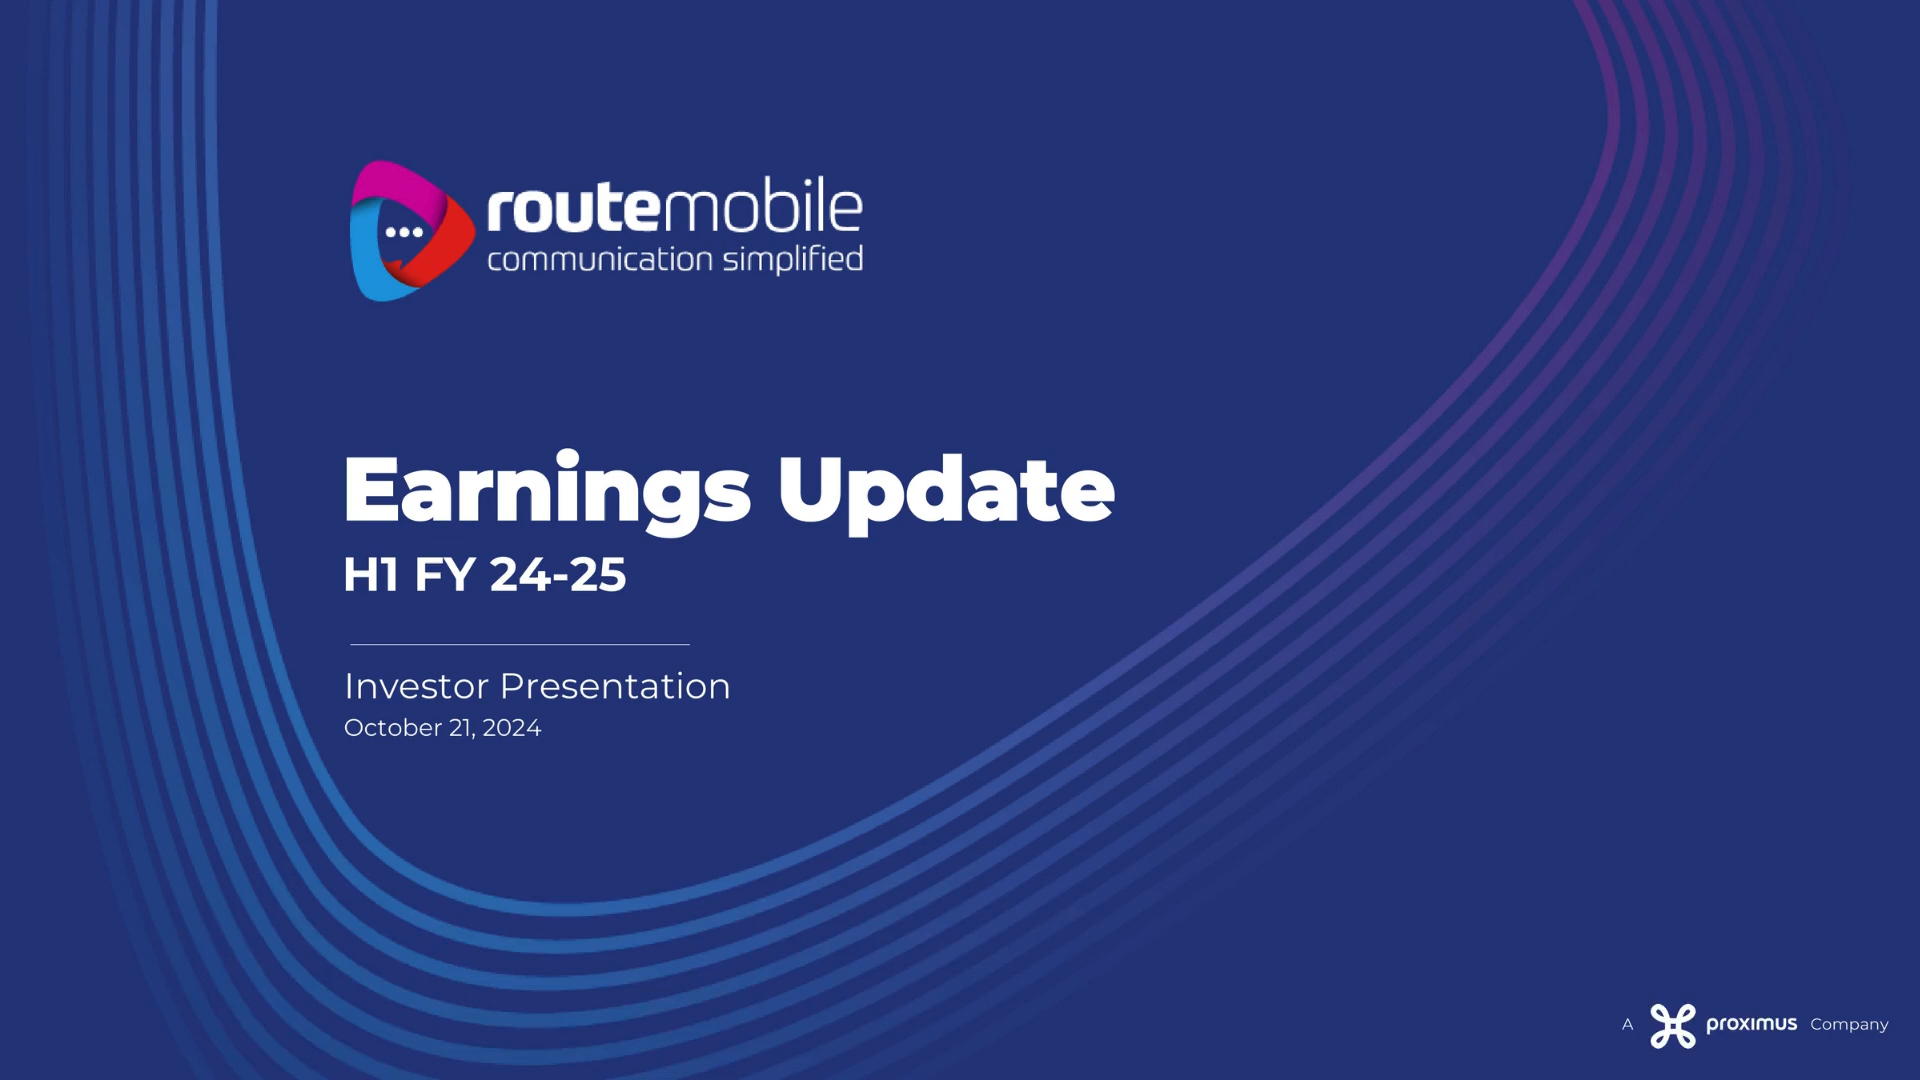 routemobile
communication simplified
Earnings Update
H1 FY 24-25
Investor Presentation
October 21, 2024
A proximus Company